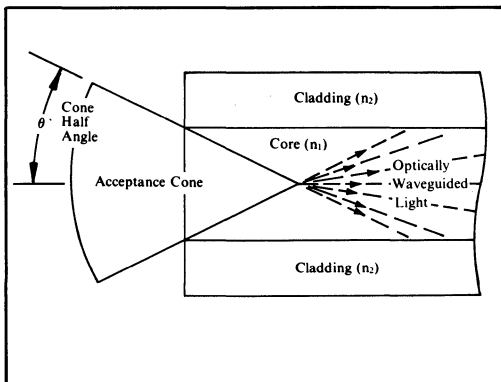 Cladding (n₂)
θ
Cone
Half
Angle
Core (n₁)
Optically
Acceptance Cone
Waveguided
Light
Cladding (n₂)